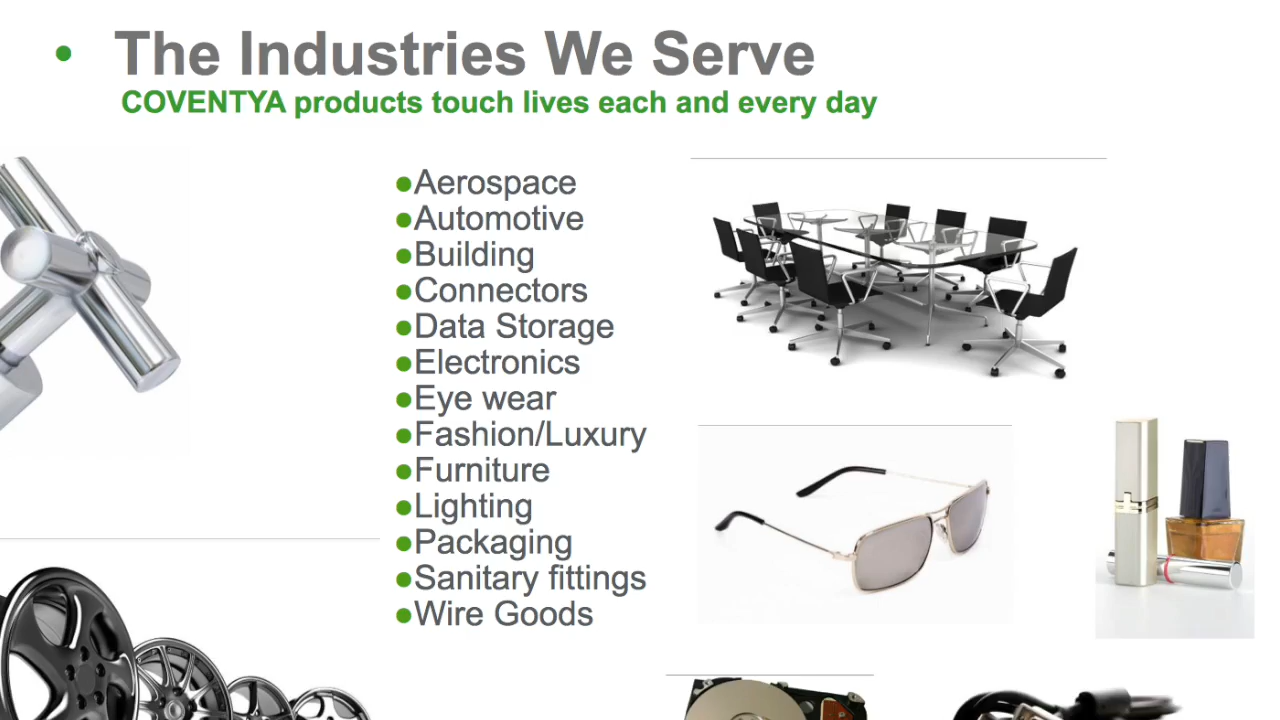 • The Industries We Serve
COVENTYA products touch lives each and every day
●Aerospace
●Automotive
●Building
●Connectors
●Data Storage
●Electronics
●Eye wear
●Fashion/Luxury
●Furniture
●Lighting
●Packaging
●Sanitary fittings
●Wire Goods